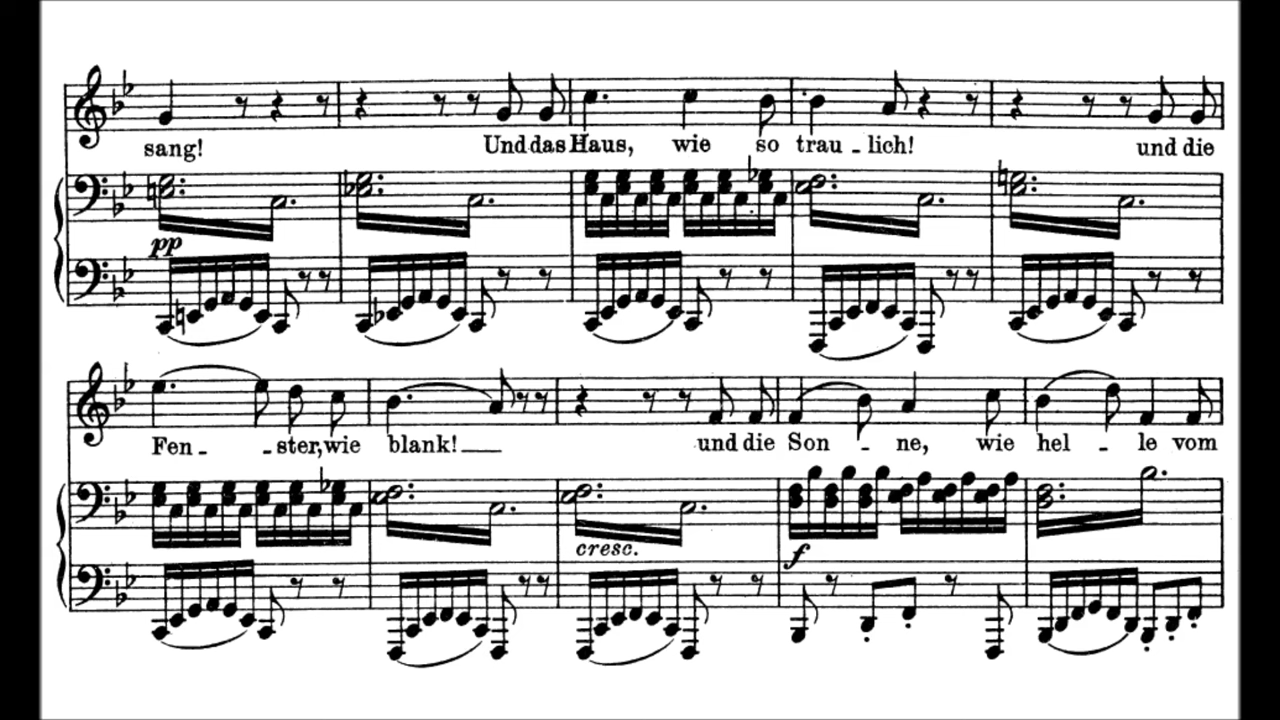 sang! Und das Haus, wie so trau - lich! und die
pp
Fen - - ster, wie blank! und die Son - ne, wie hel - le vom
cresc. f